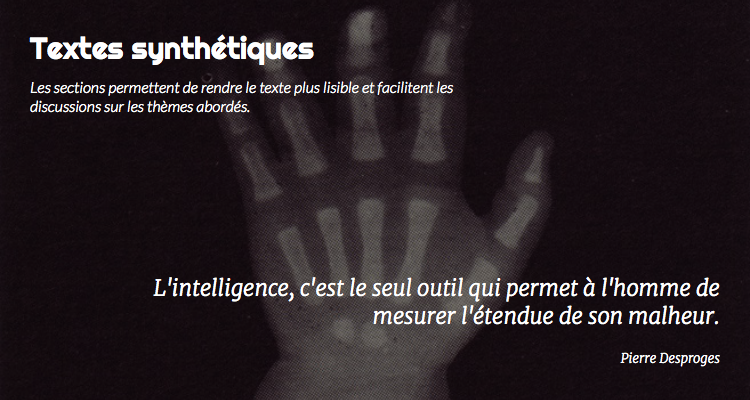 Textes synthétiques
Les sections permettent de rendre le texte plus lisible et facilitent les
discussions sur les thèmes abordés.
L'intelligence, c'est le seul outil qui permet à l'homme de
mesurer l'étendue de son malheur.
Pierre Desproges